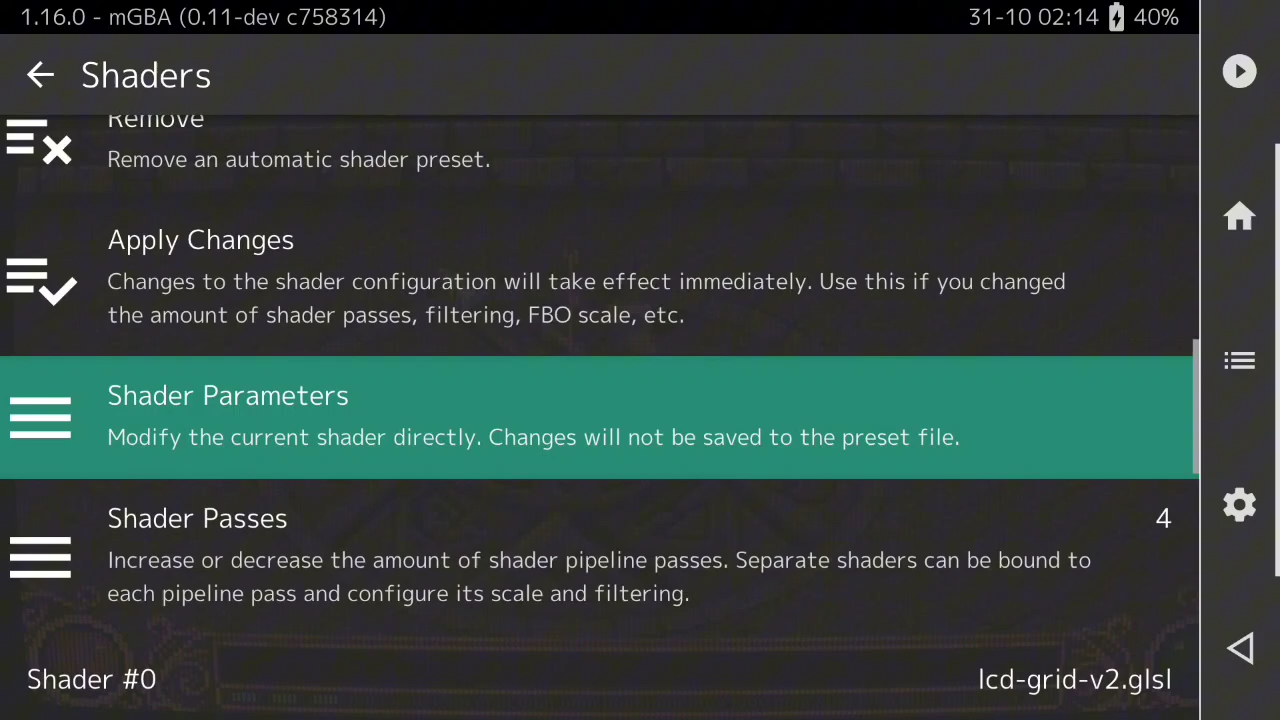 1.16.0 - mGBA (0.11-dev c758314)
31-10 02:14 40%
Shaders
Remove
Remove an automatic shader preset.
Apply Changes
Changes to the shader configuration will take effect immediately. Use this if you changed
the amount of shader passes, filtering, FBO scale, etc.
Shader Parameters
Modify the current shader directly. Changes will not be saved to the preset file.
Shader Passes
4
Increase or decrease the amount of shader pipeline passes. Separate shaders can be bound to
each pipeline pass and configure its scale and filtering.
Shader #0
lcd-grid-v2.glsl